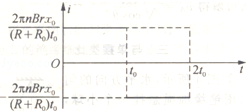 i
2πnBrx₀
(R+R₀)t₀
O
t₀
2t₀
t
2πnBrx₀
(R+R₀)t₀